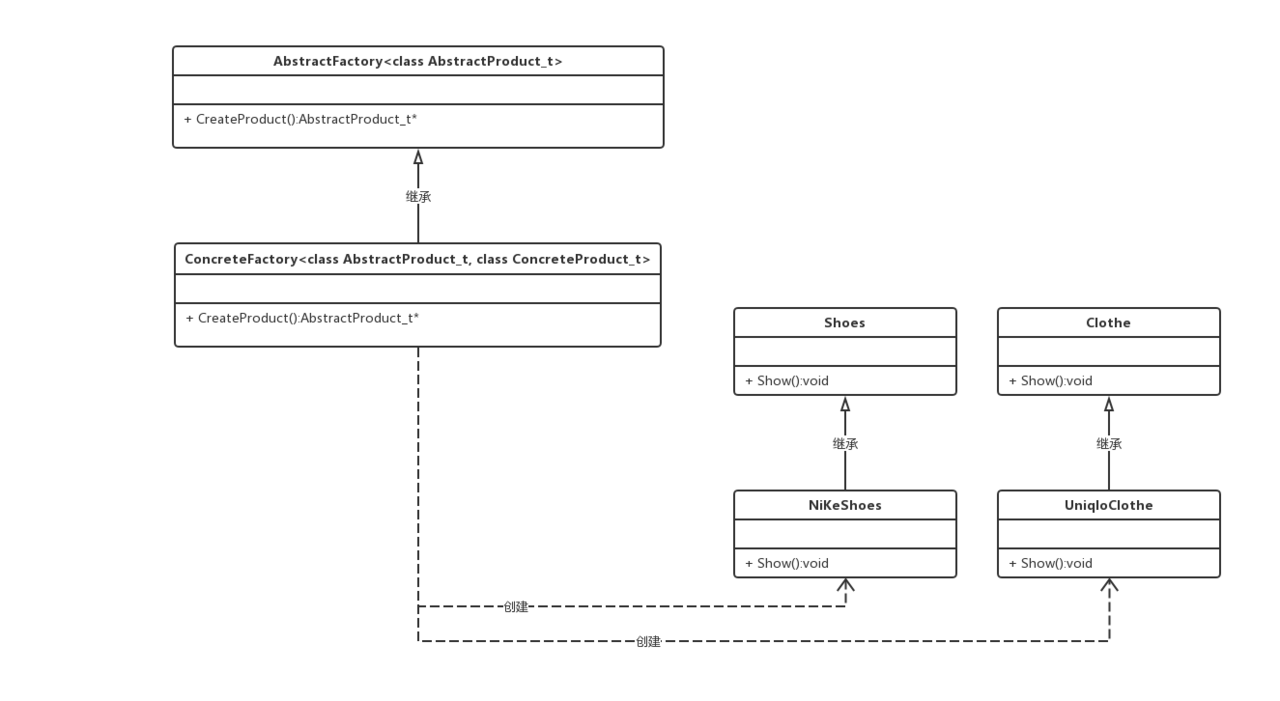 AbstractFactory<class AbstractProduct_t>
+ CreateProduct():AbstractProduct_t*
继承
ConcreteFactory<class AbstractProduct_t, class ConcreteProduct_t>
+ CreateProduct():AbstractProduct_t*
Shoes
+ Show():void
Clothe
+ Show():void
继承
继承
NiKeShoes
+ Show():void
UniqloClothe
+ Show():void
创建
创建